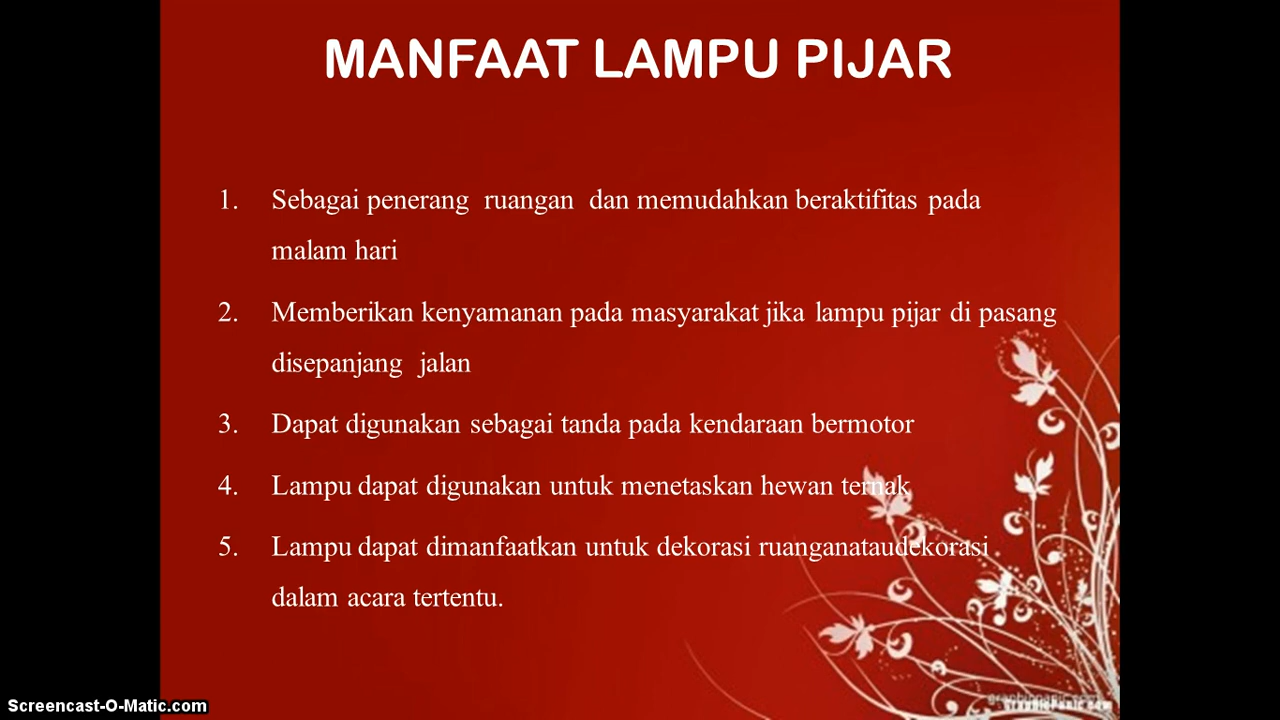 MANFAAT LAMPU PIJAR
1. Sebagai penerang ruangan dan memudahkan beraktifitas pada
malam hari
2. Memberikan kenyamanan pada masyarakat jika lampu pijar di pasang
disepanjang jalan
3. Dapat digunakan sebagai tanda pada kendaraan bermotor
4. Lampu dapat digunakan untuk menetaskan hewan ternak
5. Lampu dapat dimanfaatkan untuk dekorasi ruanganataudekorasi
dalam acara tertentu.
Screencast-O-Matic.com